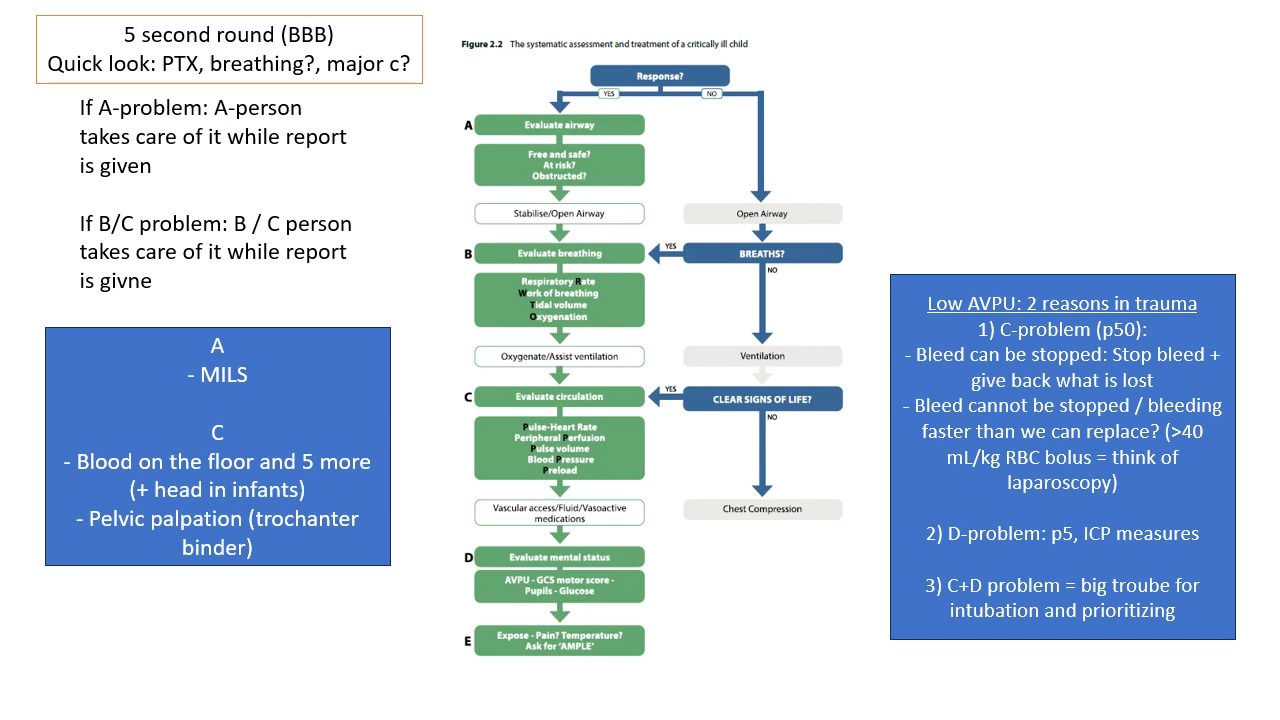 5 second round (BBB)
Quick look: PTX, breathing?, major c?
If A-problem: A-person
takes care of it while report
is given
If B/C problem: B / C person
takes care of it while report
is givne
A
- MILS
C
- Blood on the floor and 5 more
(+ head in infants)
- Pelvic palpation (trochanter
binder)
Figure 2.2 The systematic assessment and treatment of a critically ill child
Response?
YES
NO
A
Evaluate airway
Free and safe?
At risk?
Obstructed?
Stabilise/Open Airway
Open Airway
B
Evaluate breathing
YES
BREATHS?
NO
Respiratory Rate
Work of breathing
Tidal volume
Oxygenation
Oxygenate/Assist ventilation
Ventilation
C
Evaluate circulation
YES
CLEAR SIGNS OF LIFE?
NO
Pulse-Heart Rate
Peripheral Perfusion
Pulse volume
Blood Pressure
Preload
Vascular access/Fluid/Vasoactive
medications
Chest Compression
D
Evaluate mental status
AVPU - GCS motor score -
Pupils - Glucose
E
Expose - Pain? Temperature?
Ask for ‘AMPLE’
Low AVPU: 2 reasons in trauma
1) C-problem (p50):
- Bleed can be stopped: Stop bleed +
give back what is lost
- Bleed cannot be stopped / bleeding
faster than we can replace? (>40
mL/kg RBC bolus = think of
laparoscopy)
2) D-problem: p5, ICP measures
3) C+D problem = big troube for
intubation and prioritizing